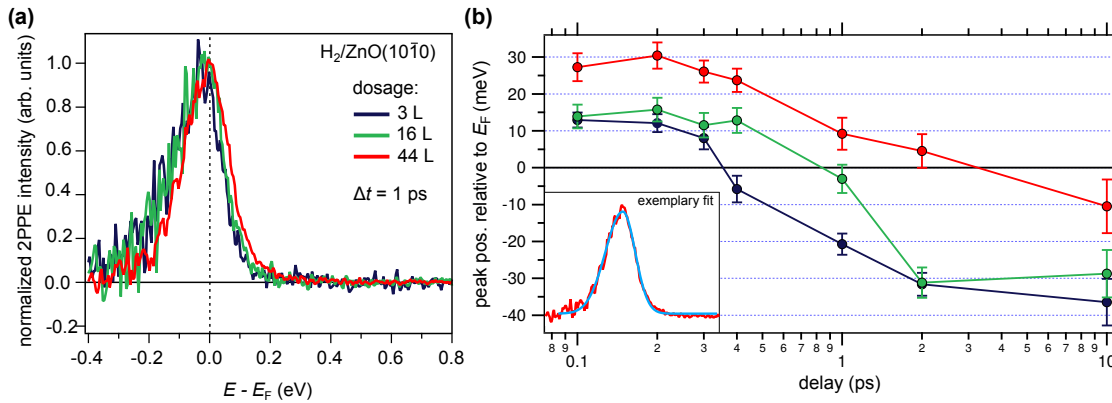 (a)
normalized 2PPE intensity (arb. units)
1.0
0.8
0.6
0.4
0.2
0.0
-0.2
H₂/ZnO(101̅0)
dosage:
3 L
16 L
44 L
Δt = 1 ps
-0.4 -0.2 0.0 0.2 0.4 0.6 0.8
E - E_F (eV)
(b)
peak pos. relative to E_F (meV)
30
20
10
0
-10
-20
-30
-40
exemplary fit
8 9 0.1 2 3 4 5 6 7 8 9 1 2 3 4 5 6 7 8 9 10
delay (ps)